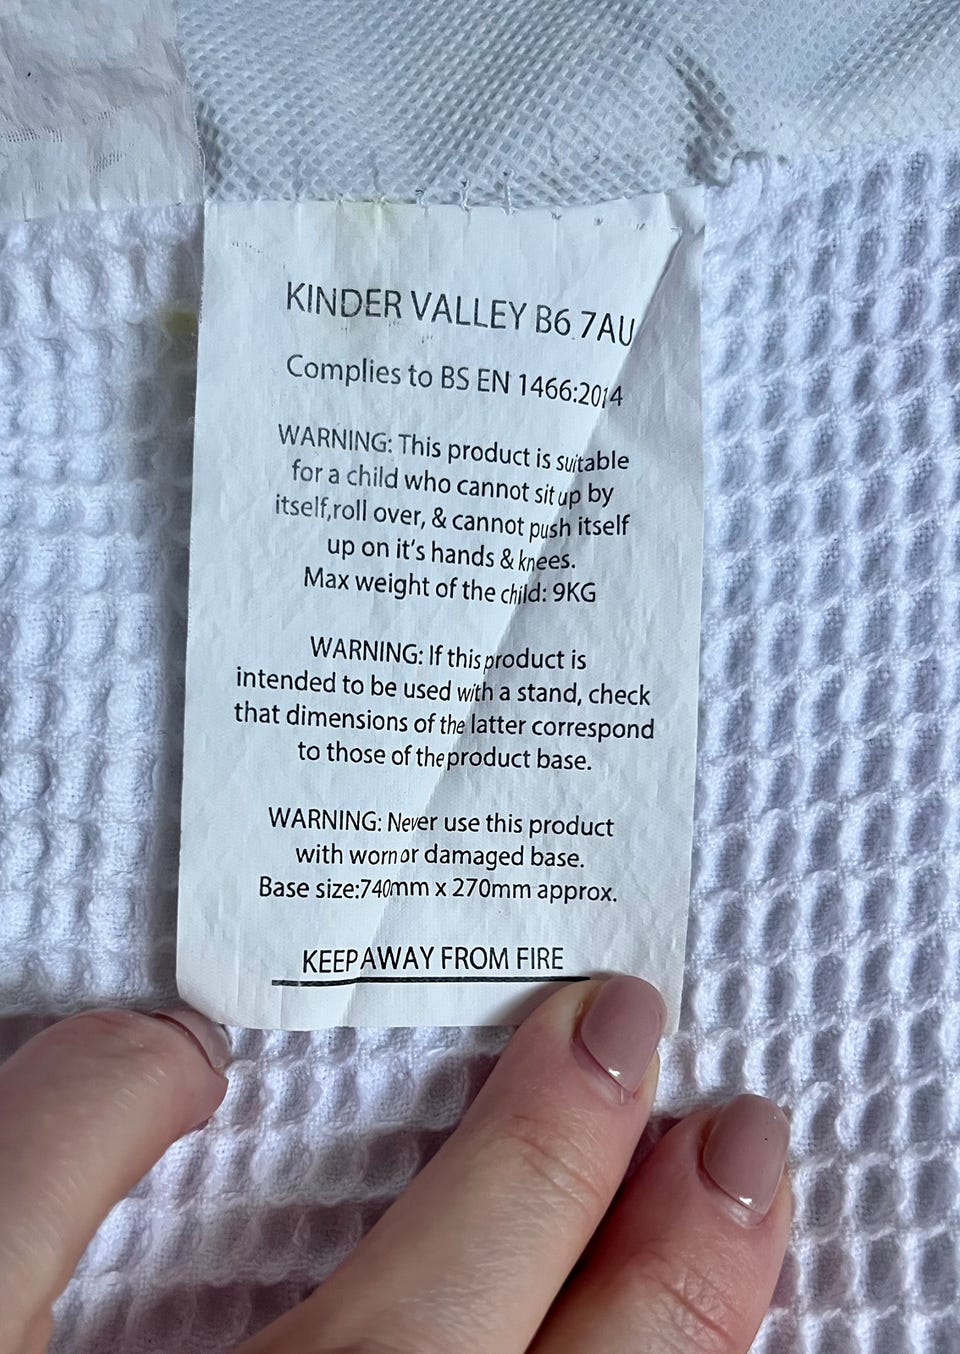 KINDER VALLEY B6 7AU
Complies to BS EN 1466:2014
WARNING: This product is suitable
for a child who cannot sit up by
itself,roll over, & cannot push itself
up on it's hands & knees.
Max weight of the child: 9KG
WARNING: If this product is
intended to be used with a stand, check
that dimensions of the latter correspond
to those of the product base.
WARNING: Never use this product
with worn or damaged base.
Base size:740mm x 270mm approx.
KEEP AWAY FROM FIRE